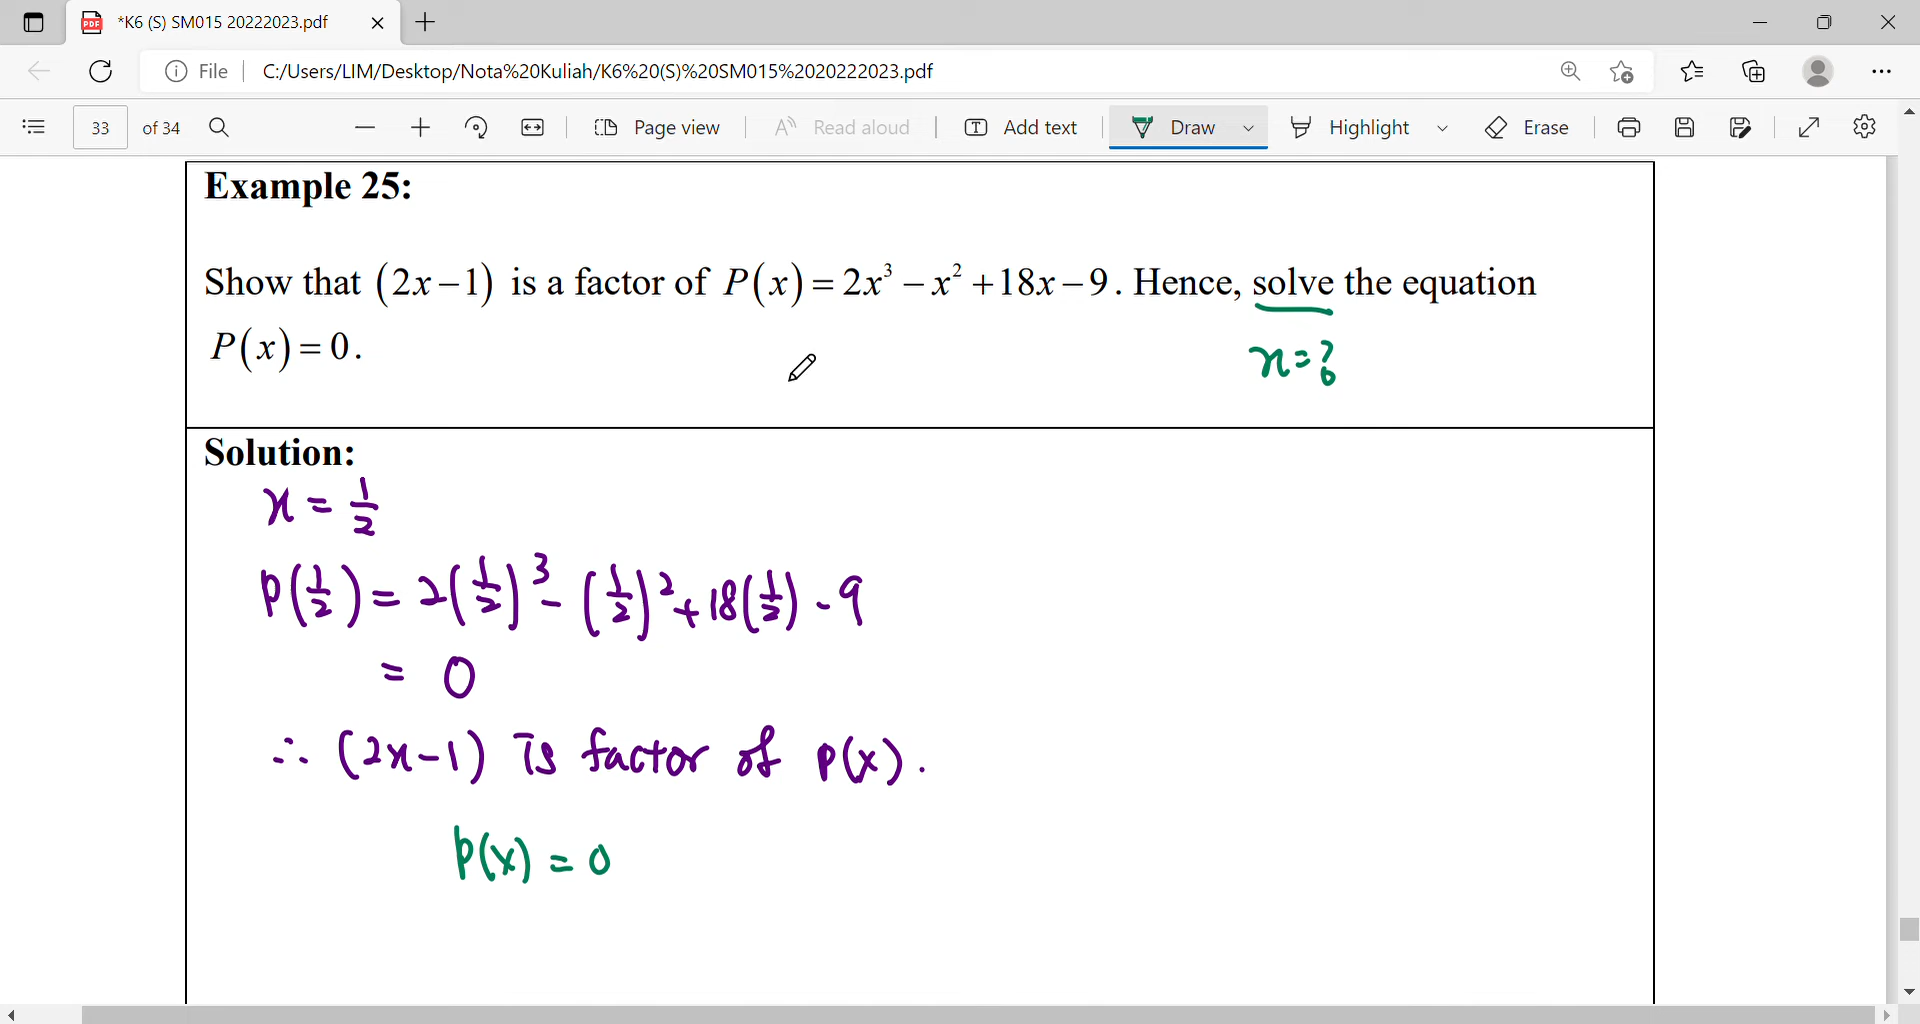 *K6 (S) SM015 20222023.pdf
File | C:/Users/LIM/Desktop/Nota%20Kuliah/K6%20(S)%20SM015%2020222023.pdf
33 of 34 Page view Read aloud Add text Draw Highlight Erase
Example 25:
Show that (2x−1) is a factor of P(x)=2x³−x²+18x−9. Hence, solve the equation
P(x)=0.
x=?
Solution:
x = 1/2
P(1/2) = 2(1/2)³ − (1/2)² + 18(1/2) − 9
= 0
∴ (2x−1) is factor of P(x).
P(x) = 0